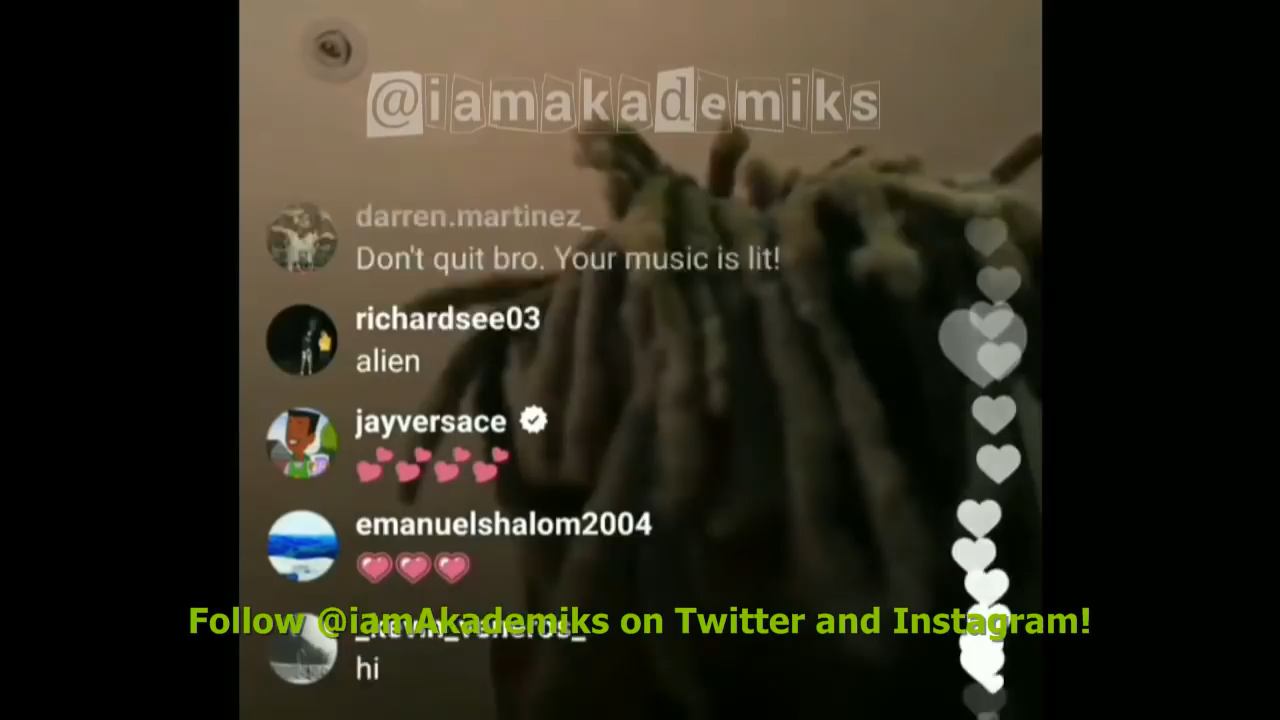 @iamakademiks
darren.martinez_
Don't quit bro. Your music is lit!
richardsee03
alien
jayversace
💕💕💕💕
emanuelshalom2004
💗💗💗
Follow @iamAkademiks on Twitter and Instagram!
hi